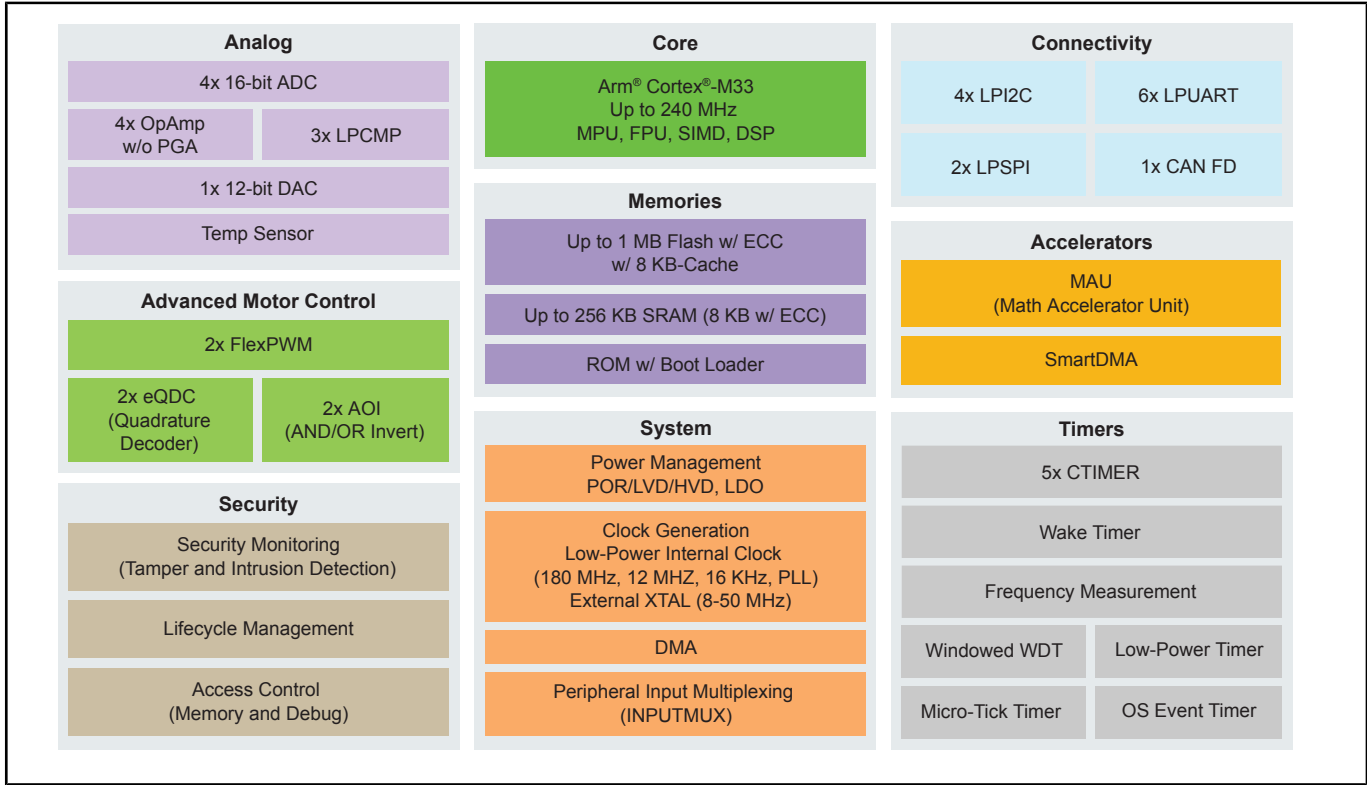 Analog
4x 16-bit ADC
4x OpAmp
w/o PGA
3x LPCMP
1x 12-bit DAC
Temp Sensor
Advanced Motor Control
2x FlexPWM
2x eQDC
(Quadrature
Decoder)
2x AOI
(AND/OR Invert)
Security
Security Monitoring
(Tamper and Intrusion Detection)
Lifecycle Management
Access Control
(Memory and Debug)
Core
Arm® Cortex®-M33
Up to 240 MHz
MPU, FPU, SIMD, DSP
Memories
Up to 1 MB Flash w/ ECC
w/ 8 KB-Cache
Up to 256 KB SRAM (8 KB w/ ECC)
ROM w/ Boot Loader
System
Power Management
POR/LVD/HVD, LDO
Clock Generation
Low-Power Internal Clock
(180 MHz, 12 MHZ, 16 KHz, PLL)
External XTAL (8-50 MHz)
DMA
Peripheral Input Multiplexing
(INPUTMUX)
Connectivity
4x LPI2C
6x LPUART
2x LPSPI
1x CAN FD
Accelerators
MAU
(Math Accelerator Unit)
SmartDMA
Timers
5x CTIMER
Wake Timer
Frequency Measurement
Windowed WDT
Low-Power Timer
Micro-Tick Timer
OS Event Timer